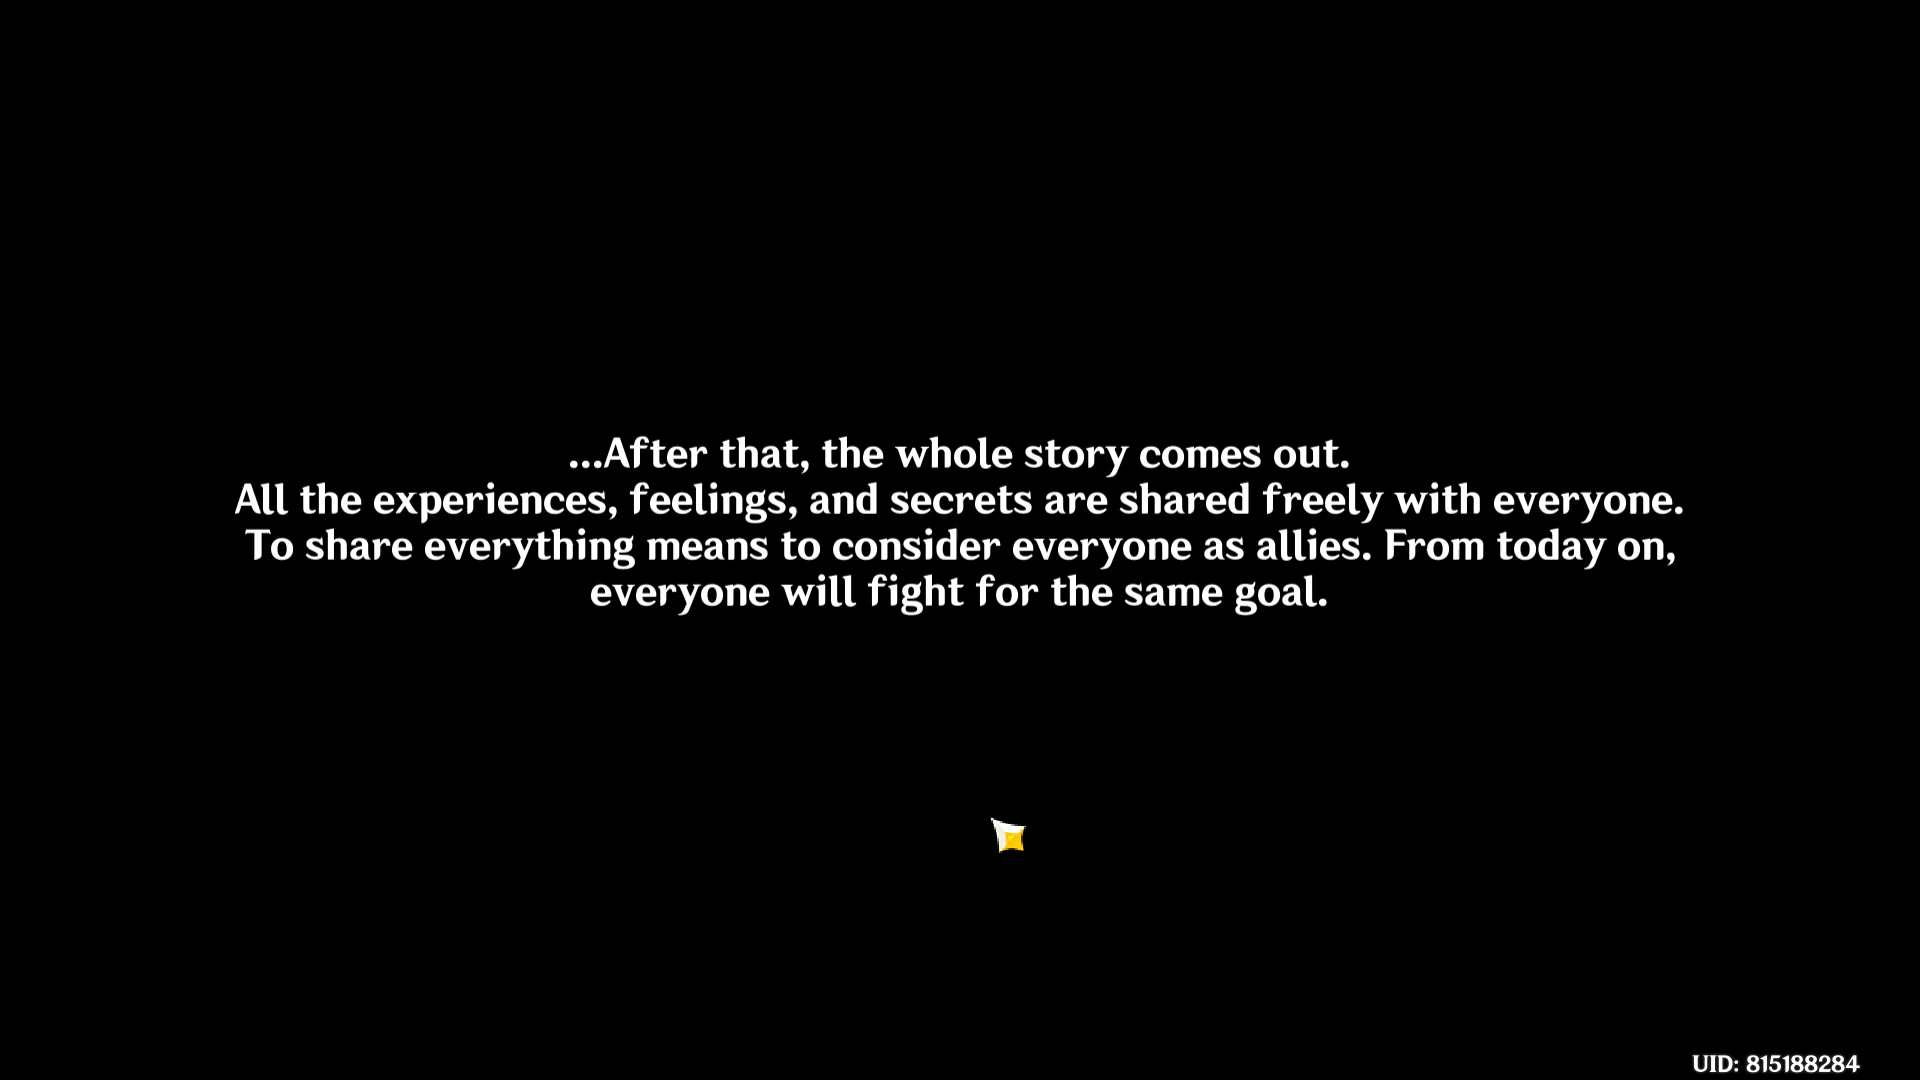 ...After that, the whole story comes out.
All the experiences, feelings, and secrets are shared freely with everyone.
To share everything means to consider everyone as allies. From today on,
everyone will fight for the same goal.
UID: 815188284